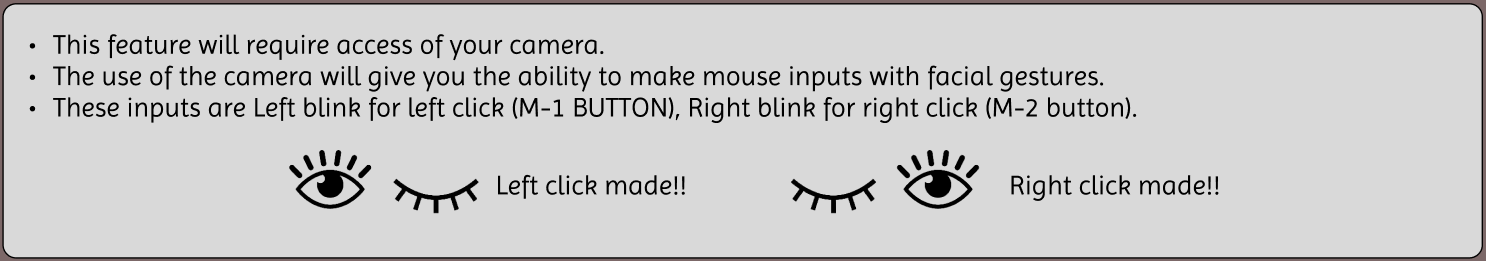 • This feature will require access of your camera.
• The use of the camera will give you the ability to make mouse inputs with facial gestures.
• These inputs are Left blink for left click (M-1 BUTTON), Right blink for right click (M-2 button).
Left click made!! Right click made!!